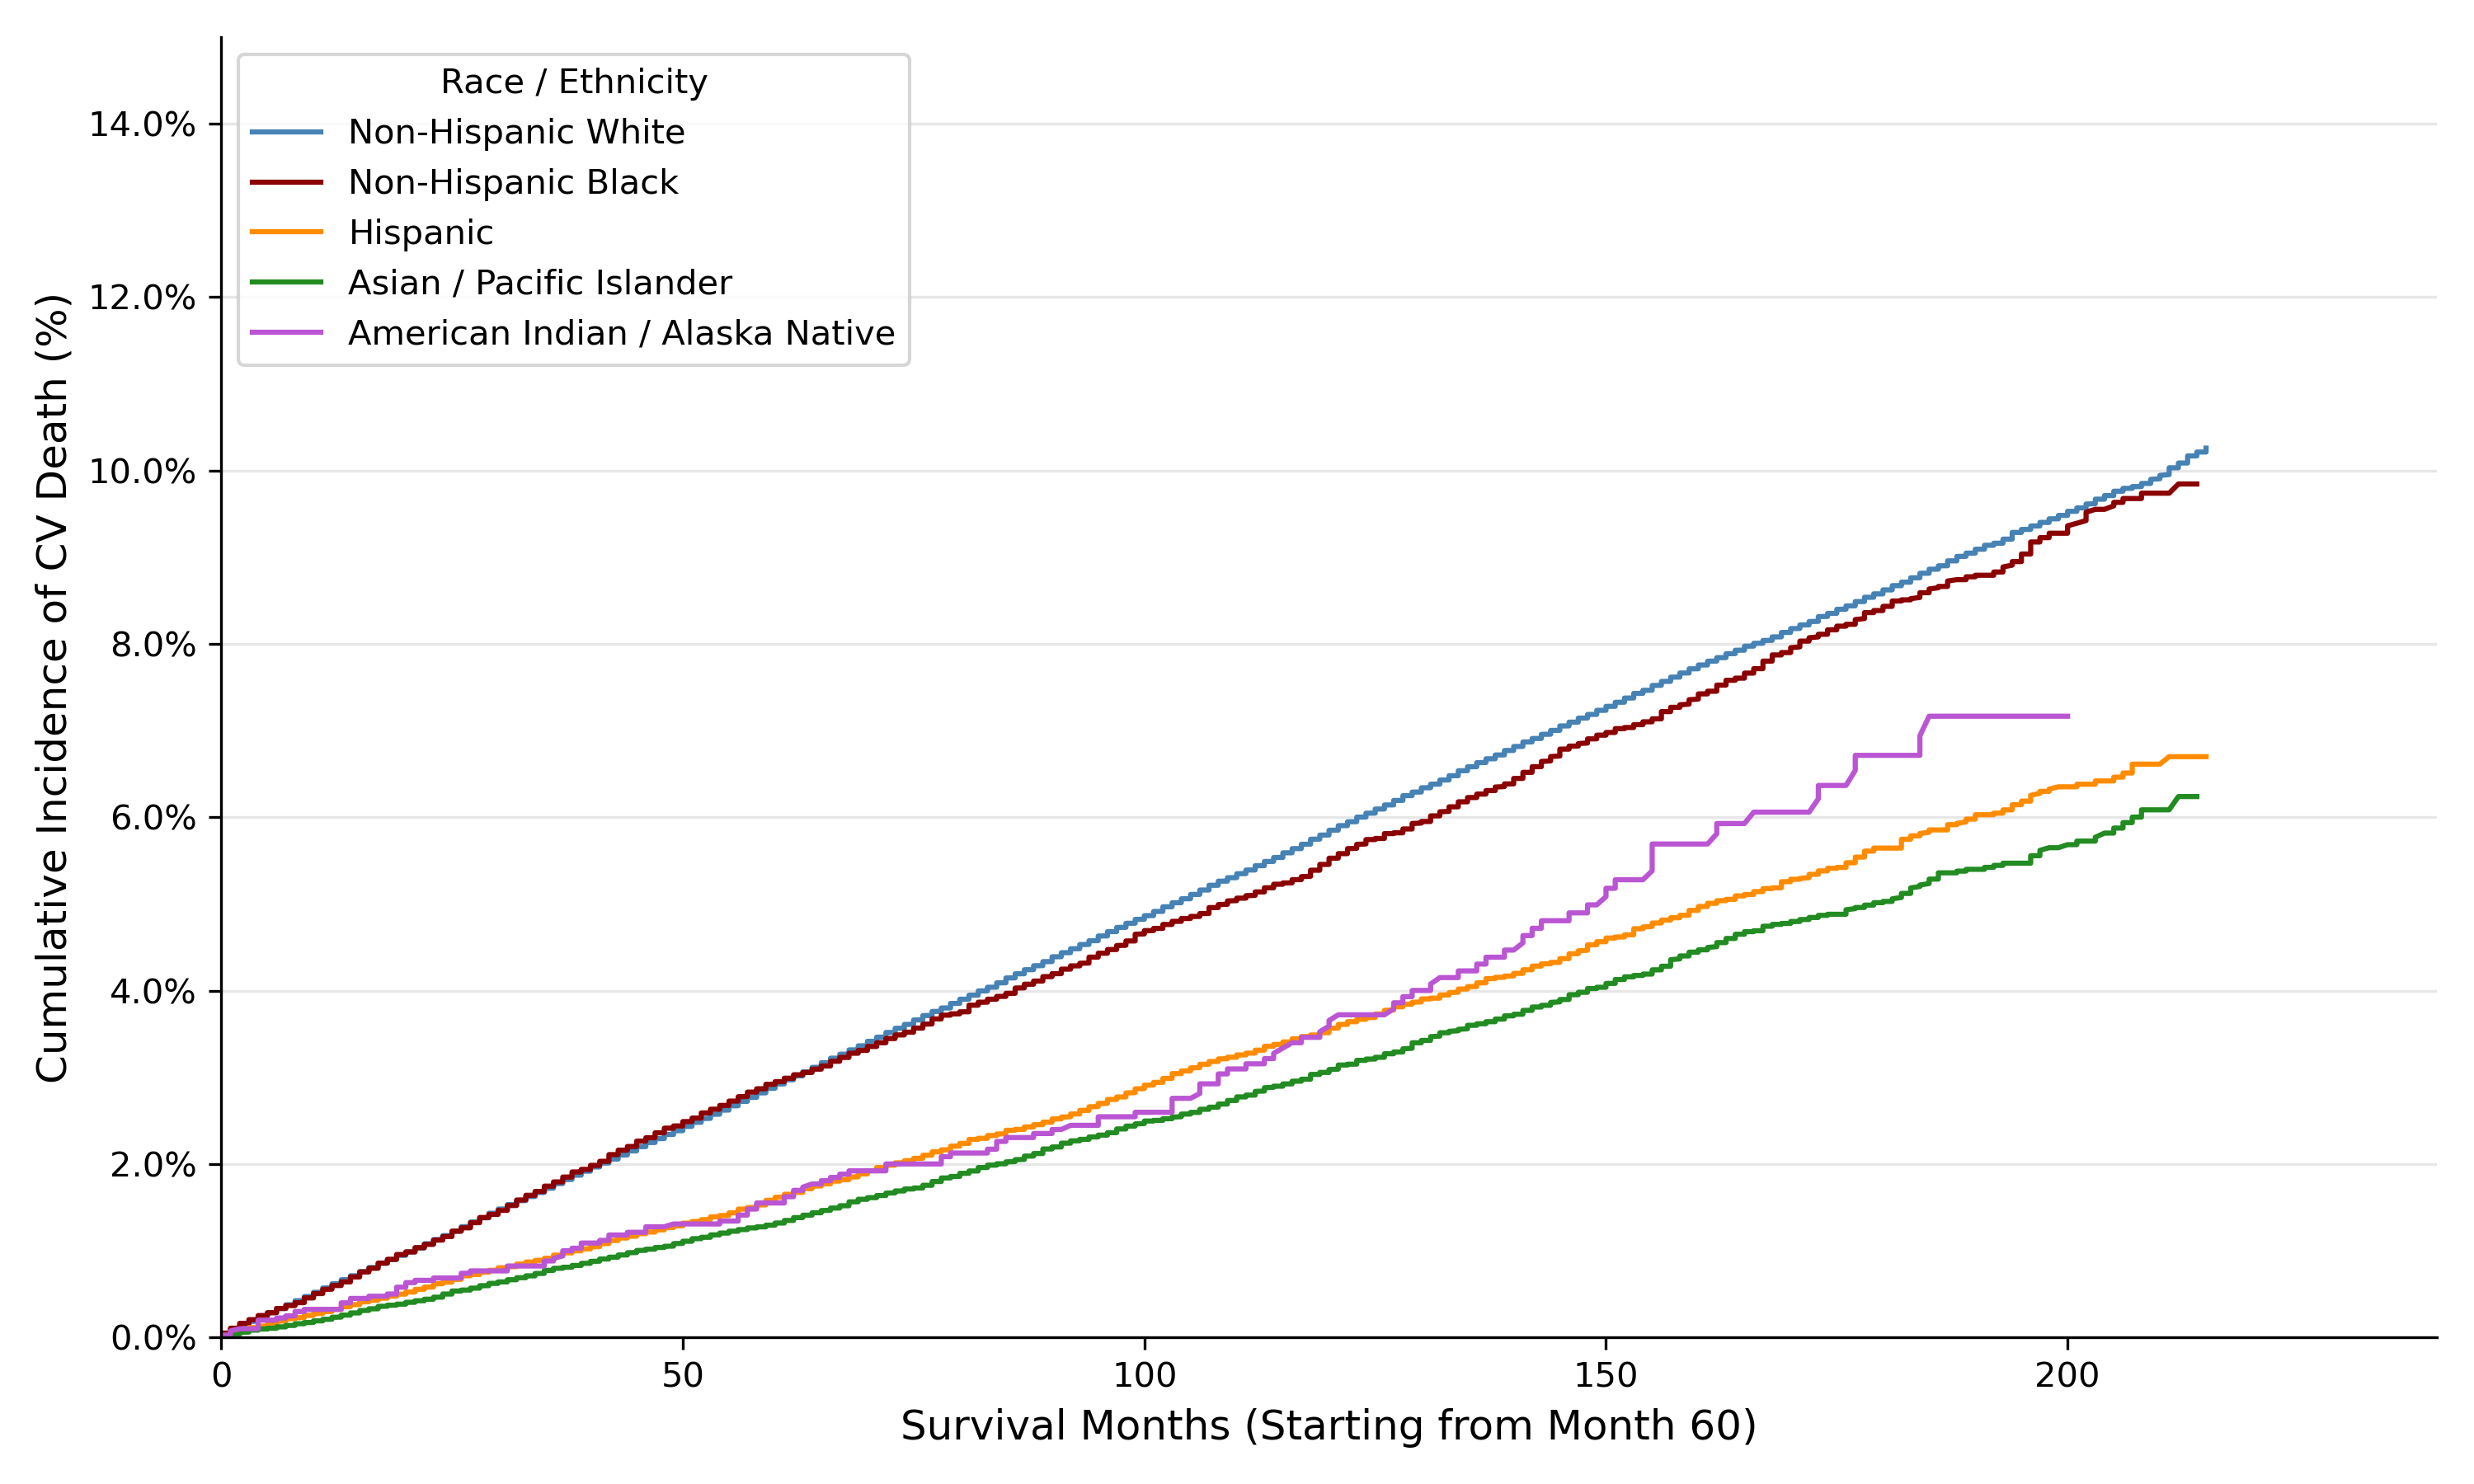 Race / Ethnicity
Non-Hispanic White
Non-Hispanic Black
Hispanic
Asian / Pacific Islander
American Indian / Alaska Native
Cumulative Incidence of CV Death (%)
14.0%
12.0%
10.0%
8.0%
6.0%
4.0%
2.0%
0.0%
0 50 100 150 200
Survival Months (Starting from Month 60)